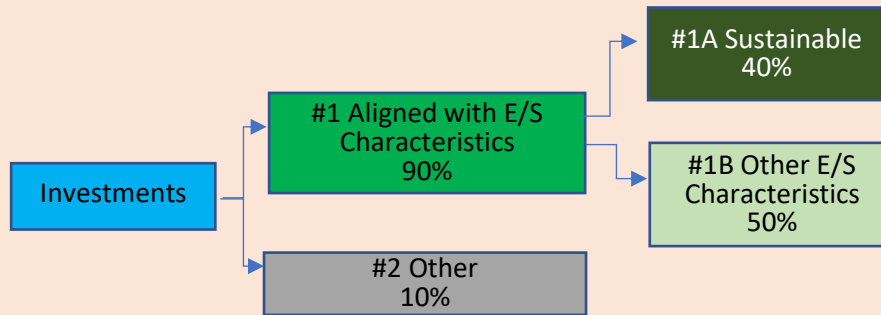 #1A Sustainable
40%
#1 Aligned with E/S
Characteristics
90%
Investments
#1B Other E/S
Characteristics
50%
#2 Other
10%